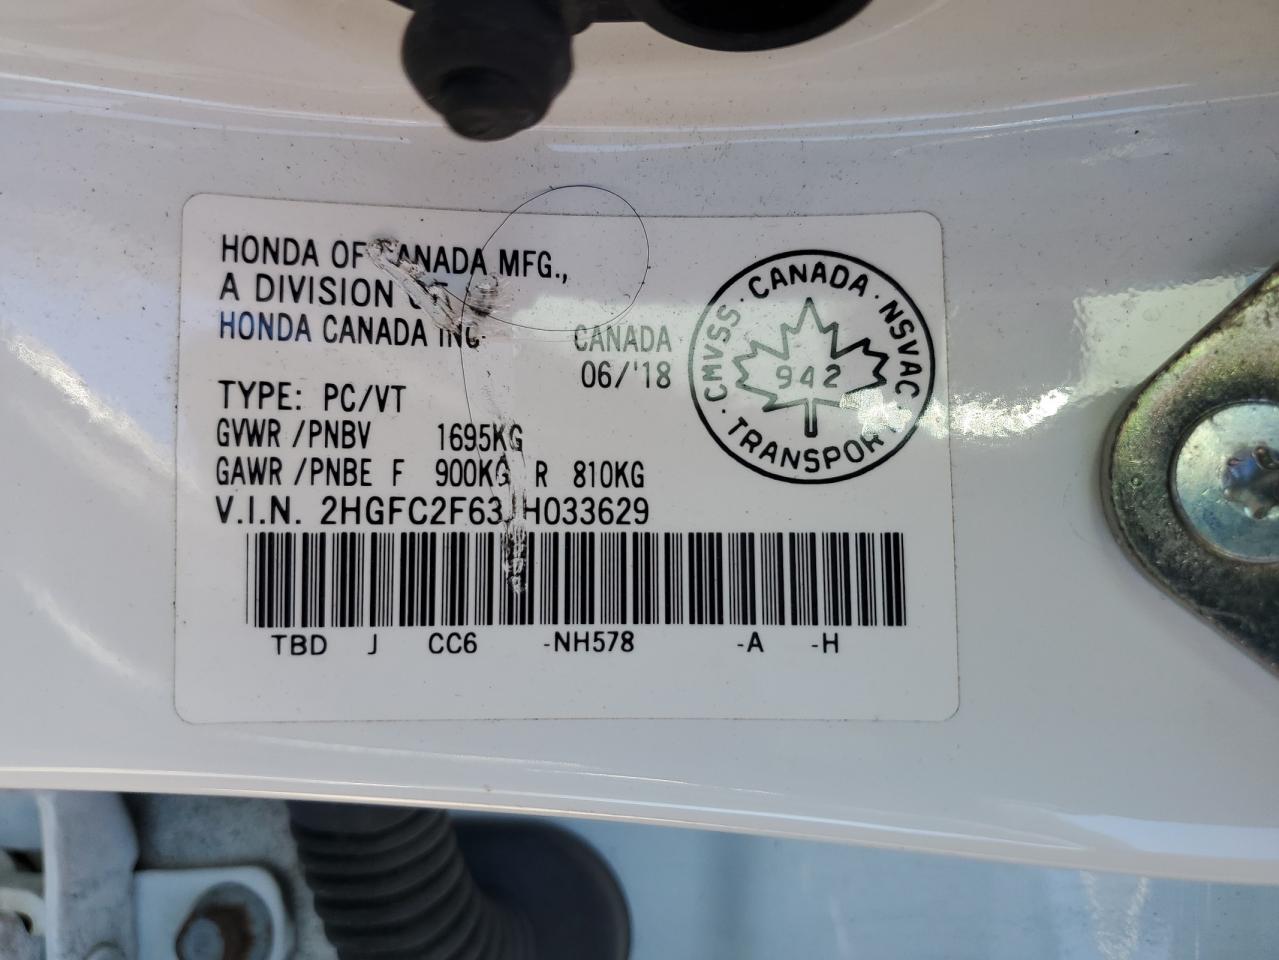 HONDA OF CANADA MFG.,
A DIVISION OF
HONDA CANADA INC
CANADA
06/'18
TYPE: PC/VT
GVWR /PNBV 1695KG
GAWR /PNBE F 900KG R 810KG
V.I.N. 2HGFC2F63JH033629
TBD J CC6 -NH578 -A -H
CMVSS · CANADA · NSVAC
942
· TRANSPORT ·